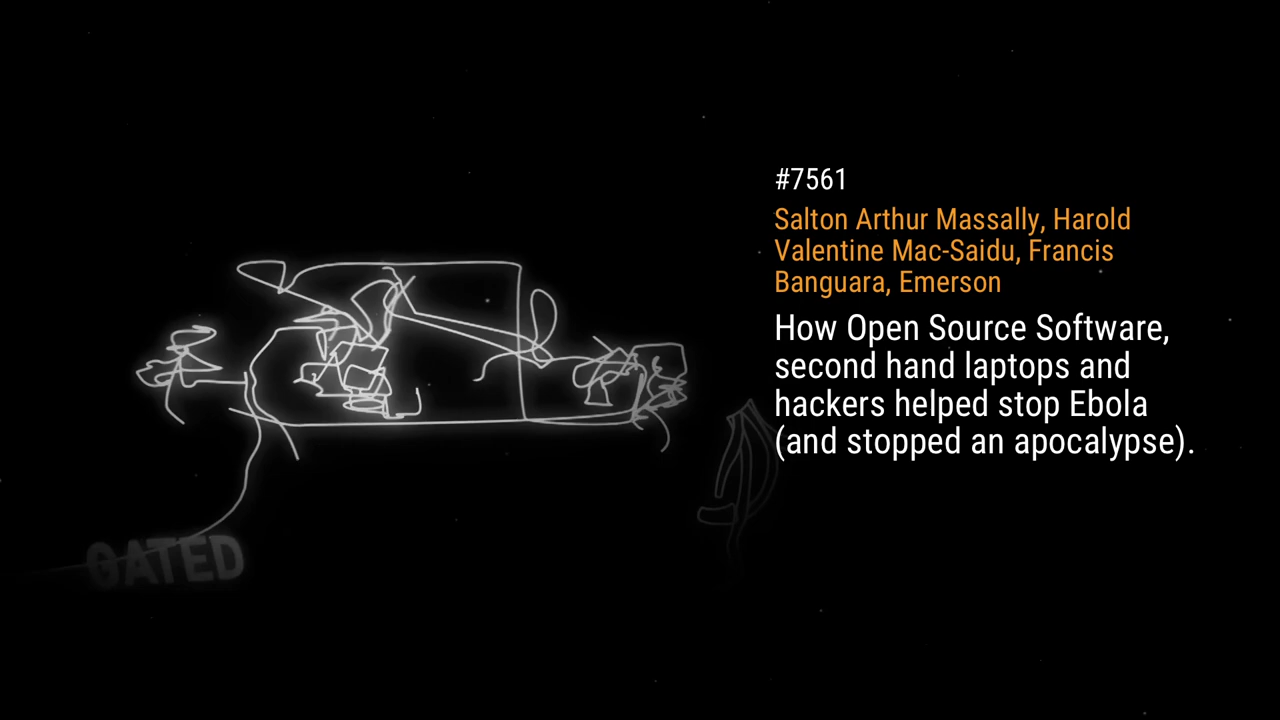 #7561
Salton Arthur Massally, Harold
Valentine Mac-Saidu, Francis
Banguara, Emerson
How Open Source Software,
second hand laptops and
hackers helped stop Ebola
(and stopped an apocalypse).
GATED